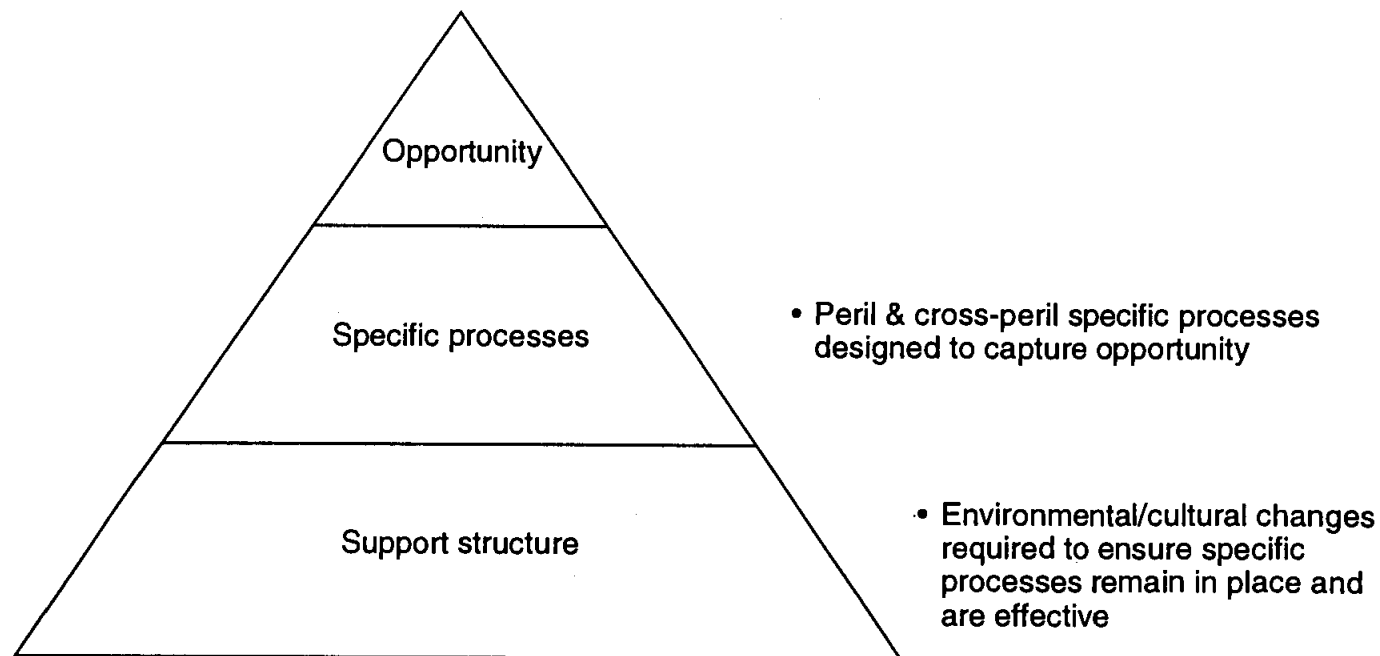 Opportunity
Specific processes
• Peril & cross-peril specific processes
designed to capture opportunity
Support structure
• Environmental/cultural changes
required to ensure specific
processes remain in place and
are effective